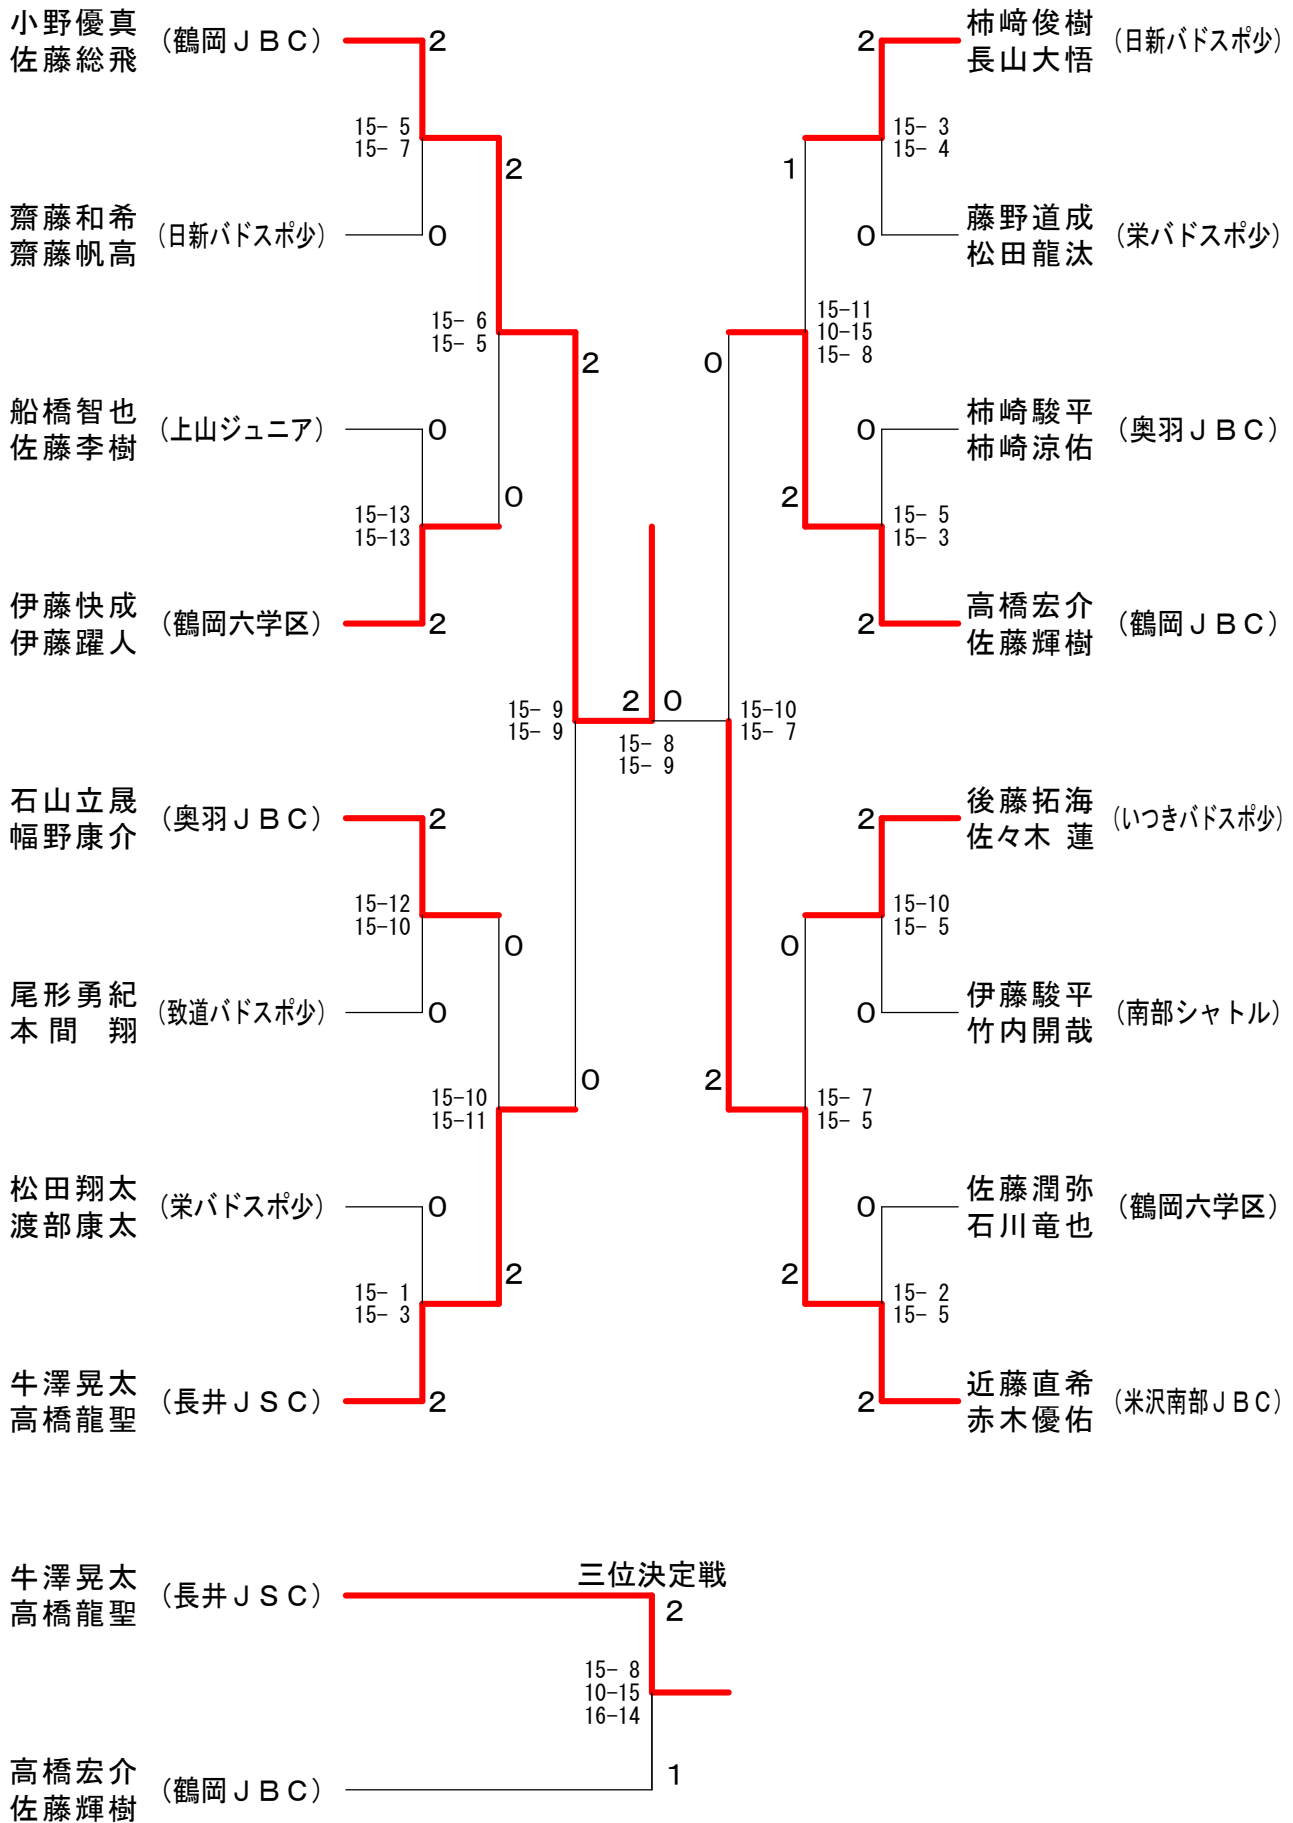 小野優真
佐藤総飛
(鶴岡ＪＢＣ)
2
15- 5
15- 7
2
齋藤和希
齋藤帆高
(日新バドスポ少)
0
15- 6
15- 5
2
船橋智也
佐藤李樹
(上山ジュニア)
0
15-13
15-13
0
伊藤快成
伊藤躍人
(鶴岡六学区)
2
15- 9
15- 9
石山立晟
幅野康介
(奥羽ＪＢＣ)
2
15-12
15-10
0
尾形勇紀
本間　翔
(致道バドスポ少)
0
15-10
15-11
0
松田翔太
渡部康太
(栄バドスポ少)
0
15- 1
15- 3
2
牛澤晃太
高橋龍聖
(長井ＪＳＣ)
2
2 0
15- 8
15- 9
柿﨑俊樹
長山大悟
(日新バドスポ少)
2
15- 3
15- 4
1
藤野道成
松田龍汰
(栄バドスポ少)
0
15-11
10-15
15- 8
0
柿崎駿平
柿崎涼佑
(奥羽ＪＢＣ)
0
15- 5
15- 3
2
高橋宏介
佐藤輝樹
(鶴岡ＪＢＣ)
2
15-10
15- 7
後藤拓海
佐々木 蓮
(いつきバドスポ少)
2
15-10
15- 5
0
伊藤駿平
竹内開哉
(南部シャトル)
0
15- 7
15- 5
2
佐藤潤弥
石川竜也
(鶴岡六学区)
0
15- 2
15- 5
2
近藤直希
赤木優佑
(米沢南部ＪＢＣ)
2
三位決定戦
牛澤晃太
高橋龍聖
(長井ＪＳＣ)
2
15- 8
10-15
16-14
高橋宏介
佐藤輝樹
(鶴岡ＪＢＣ)
1